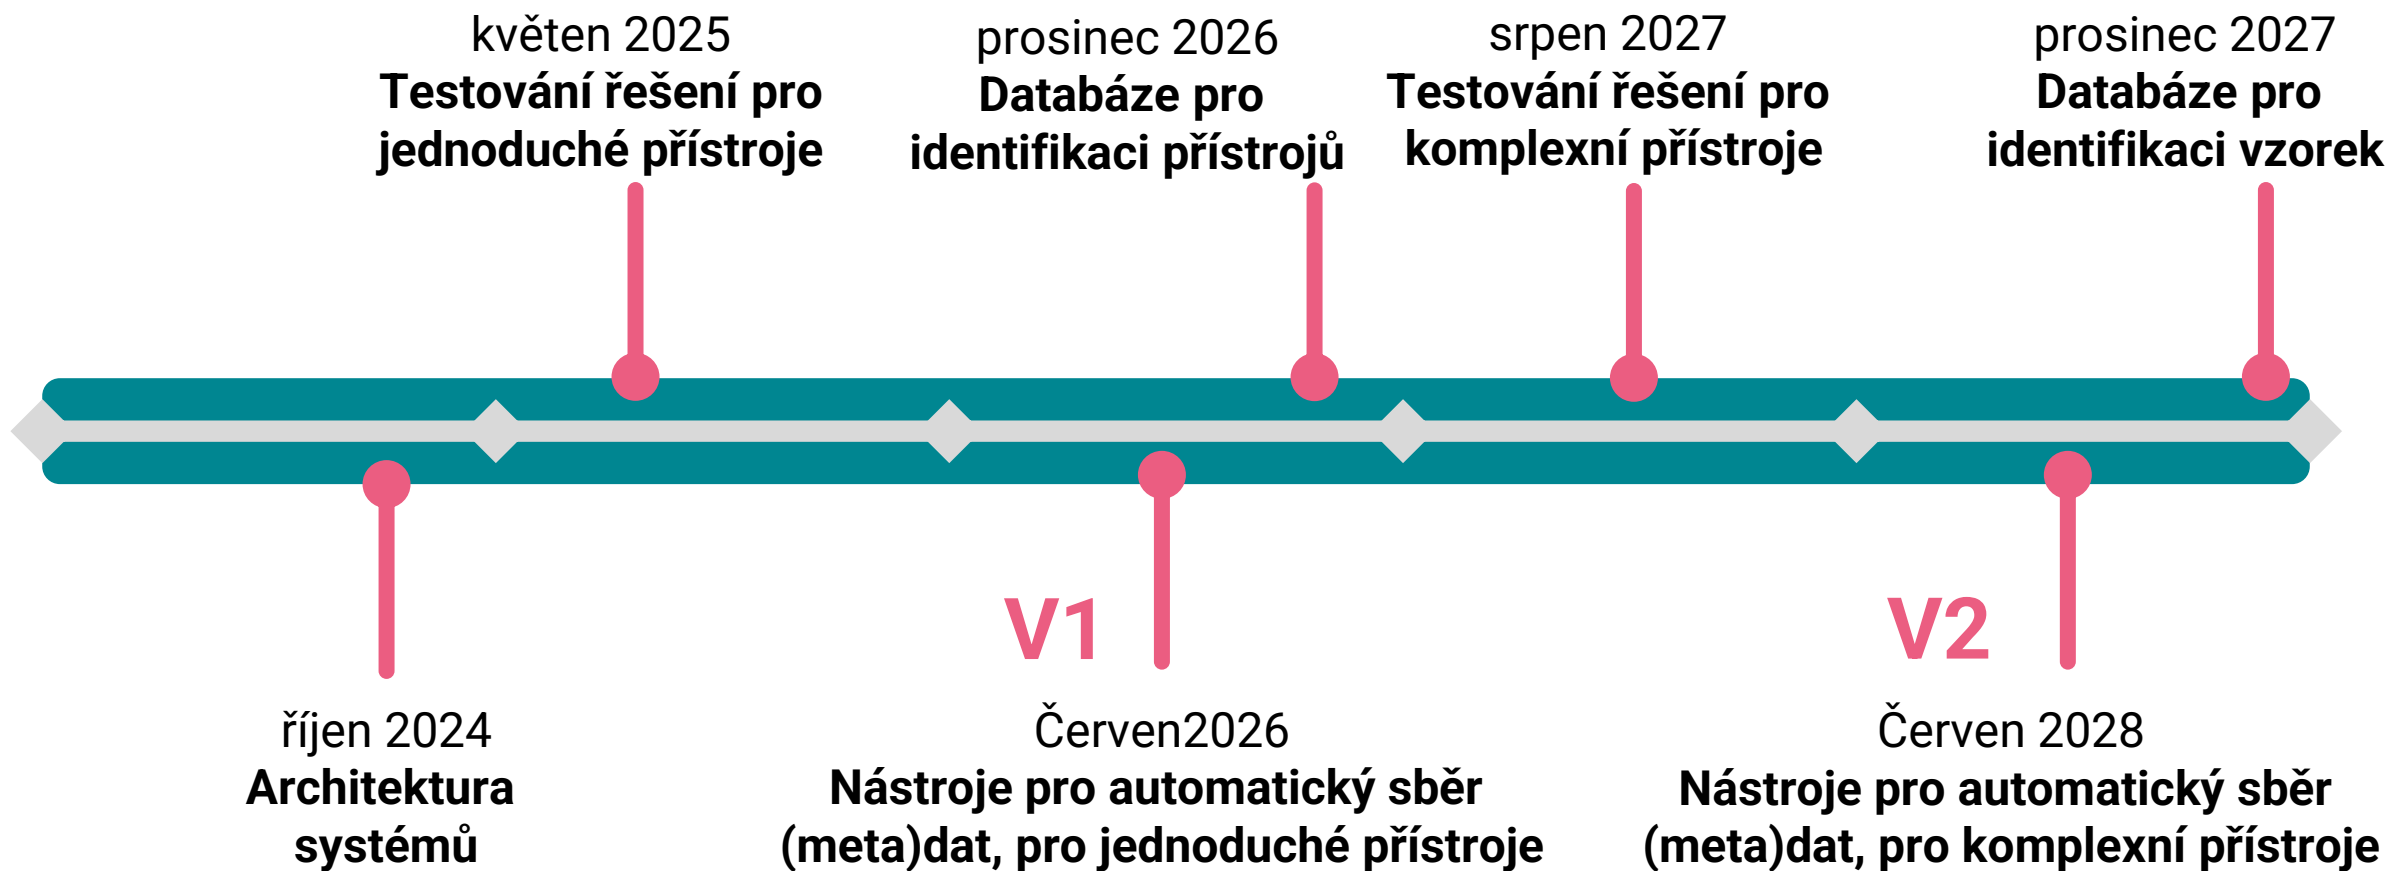 květen 2025
Testování řešení pro
jednoduché přístroje
prosinec 2026
Databáze pro
identifikaci přístrojů
srpen 2027
Testování řešení pro
komplexní přístroje
prosinec 2027
Databáze pro
identifikaci vzorek
říjen 2024
Architektura
systémů
V1
Červen2026
Nástroje pro automatický sběr
(meta)dat, pro jednoduché přístroje
V2
Červen 2028
Nástroje pro automatický sběr
(meta)dat, pro komplexní přístroje